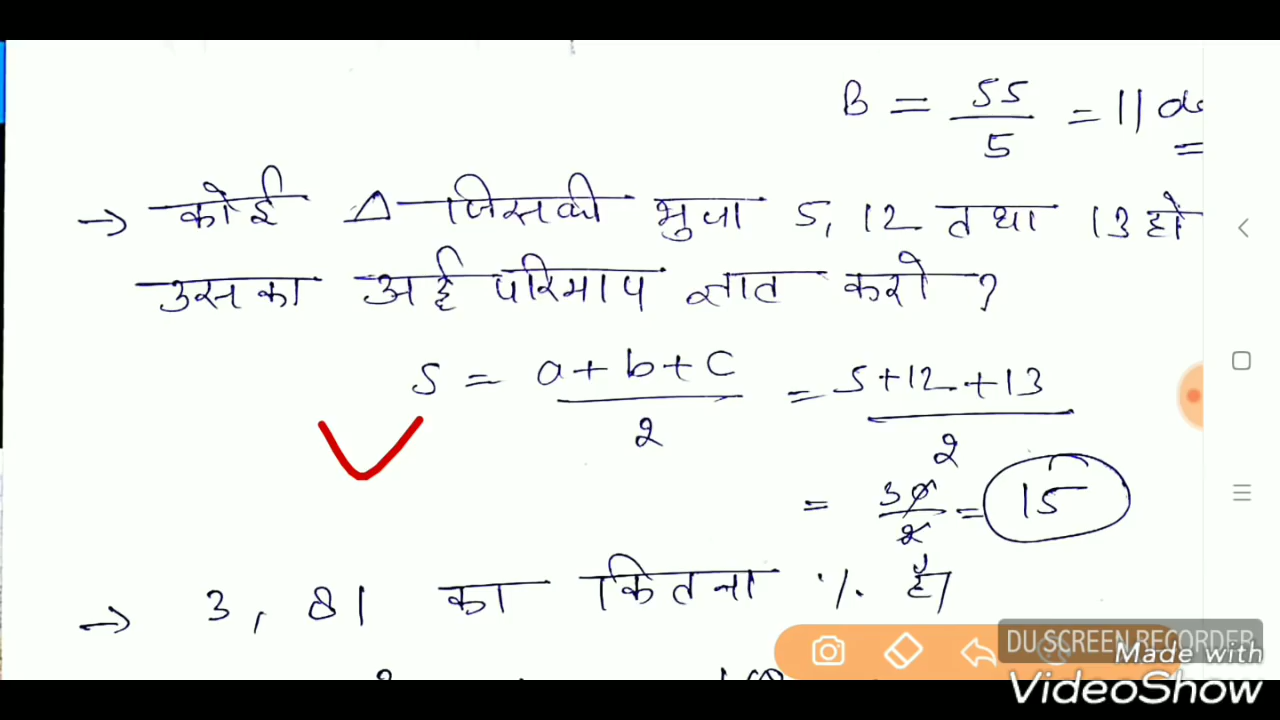 B = 55/5 = 11 d
→ कोई Δ जिसकी भुजा 5, 12 तथा 13 हो
उसका अर्द्ध परिमाप ज्ञात करो ?
S = a + b + c / 2 = 5 + 12 + 13 / 2
= 30/2 = 15
→ 3, 81 का कितना % है।
DU SCREEN RECORDER
Made with
VideoShow